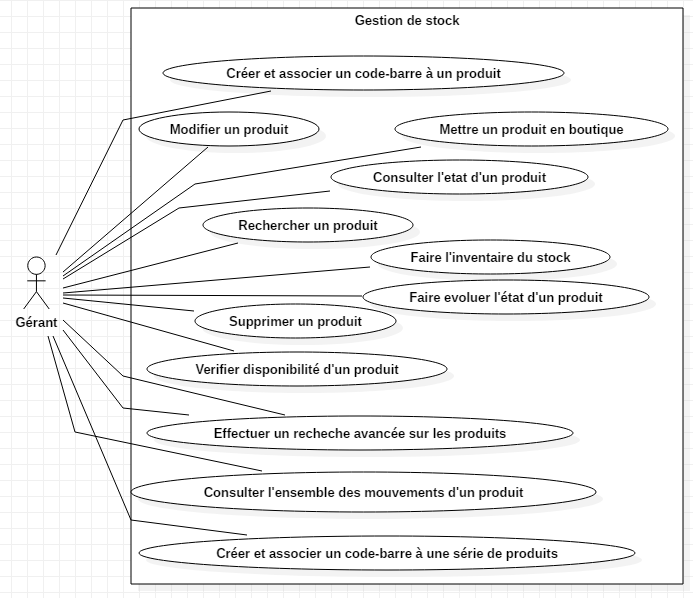 Gestion de stock
Créer et associer un code-barre à un produit
Modifier un produit
Mettre un produit en boutique
Consulter l'etat d'un produit
Rechercher un produit
Faire l'inventaire du stock
Faire evoluer l'état d'un produit
Gérant
Supprimer un produit
Verifier disponibilité d'un produit
Effectuer un recheche avancée sur les produits
Consulter l'ensemble des mouvements d'un produit
Créer et associer un code-barre à une série de produits